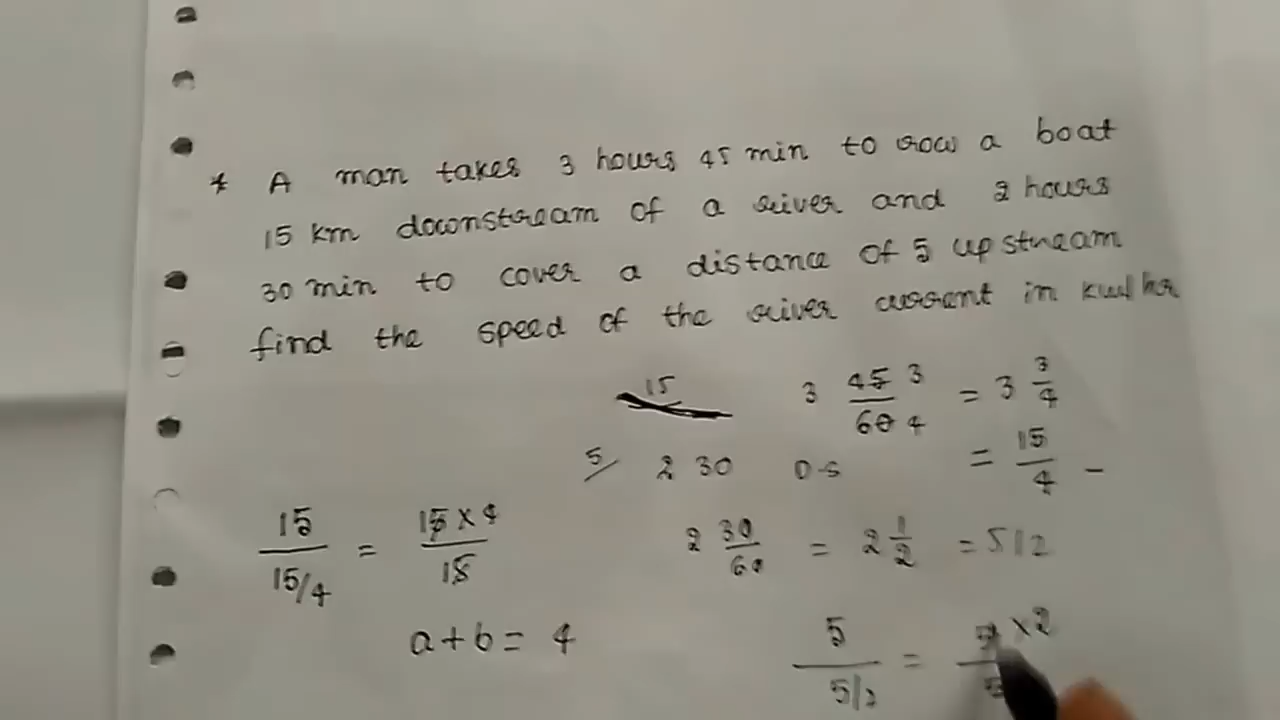 * A man takes 3 hours 45 min to row a boat
15 km downstream of a river and 2 hours
30 min to cover a distance of 5 upstream
find the speed of the river current in km/hr
15
3 45/60 3 4 = 3 3/4
= 15/4 -
5/ 2 30 D-S
15 / 15/4 = 15 x 4 / 15
2 30/60 = 2 1/2 = 5/2
a+b = 4
5 / 5/2 = 5 x 2 / 5